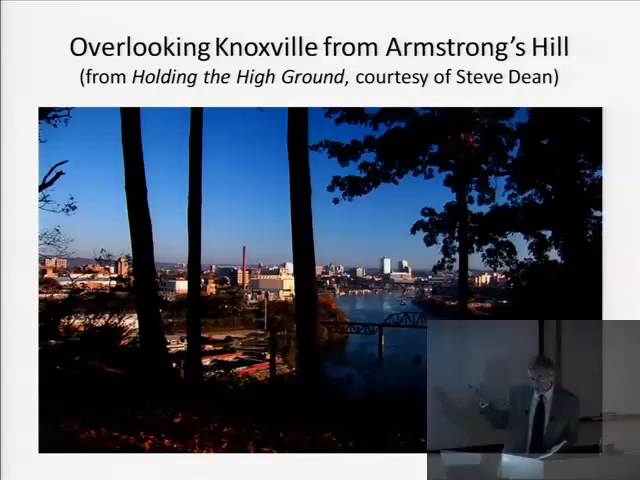 Overlooking Knoxville from Armstrong's Hill
(from Holding the High Ground, courtesy of Steve Dean)